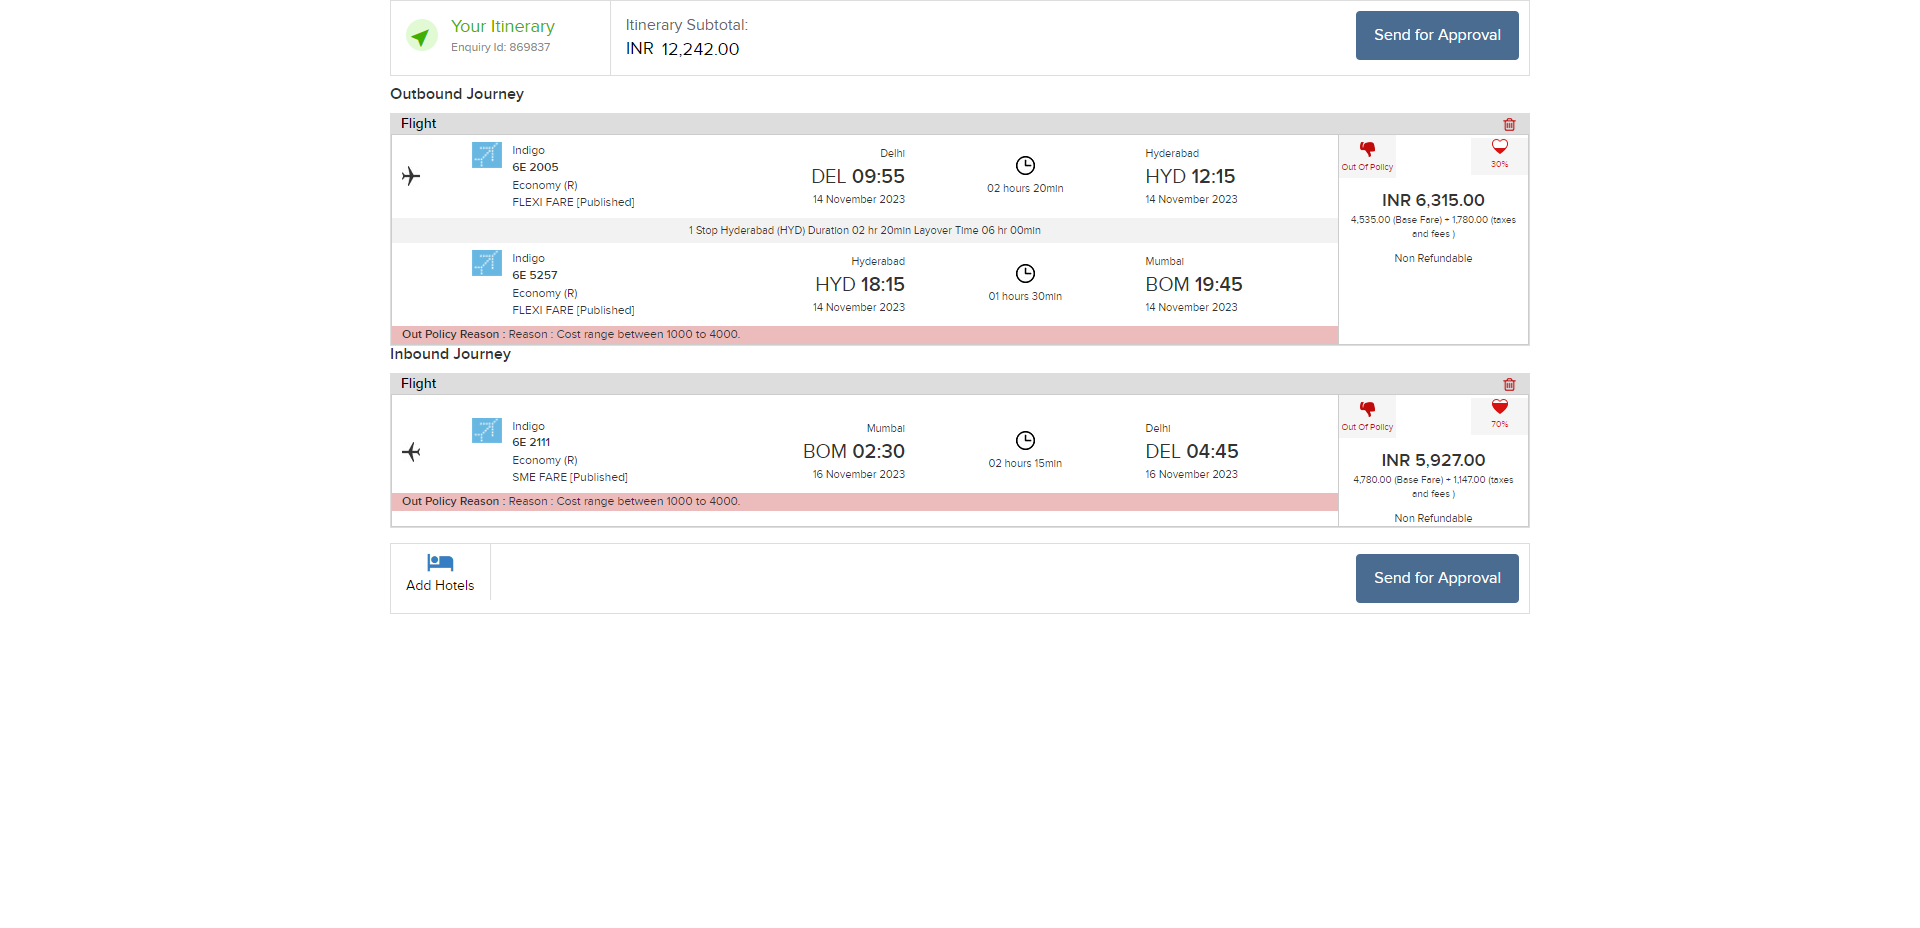 Your Itinerary
Enquiry Id: 869837
Itinerary Subtotal:
INR 12,242.00
Send for Approval
Outbound Journey
Flight
Indigo
6E 2005
Economy (R)
FLEXI FARE [Published]
Delhi
DEL 09:55
14 November 2023
02 hours 20min
Hyderabad
HYD 12:15
14 November 2023
Out Of Policy
30%
INR 6,315.00
4,535.00 (Base Fare) + 1,780.00 (taxes
and fees )
Non Refundable
1 Stop Hyderabad (HYD) Duration 02 hr 20min Layover Time 06 hr 00min
Indigo
6E 5257
Economy (R)
FLEXI FARE [Published]
Hyderabad
HYD 18:15
14 November 2023
01 hours 30min
Mumbai
BOM 19:45
14 November 2023
Out Policy Reason : Reason : Cost range between 1000 to 4000.
Inbound Journey
Flight
Indigo
6E 2111
Economy (R)
SME FARE [Published]
Mumbai
BOM 02:30
16 November 2023
02 hours 15min
Delhi
DEL 04:45
16 November 2023
Out Of Policy
70%
INR 5,927.00
4,780.00 (Base Fare) + 1,147.00 (taxes
and fees )
Non Refundable
Out Policy Reason : Reason : Cost range between 1000 to 4000.
Add Hotels
Send for Approval